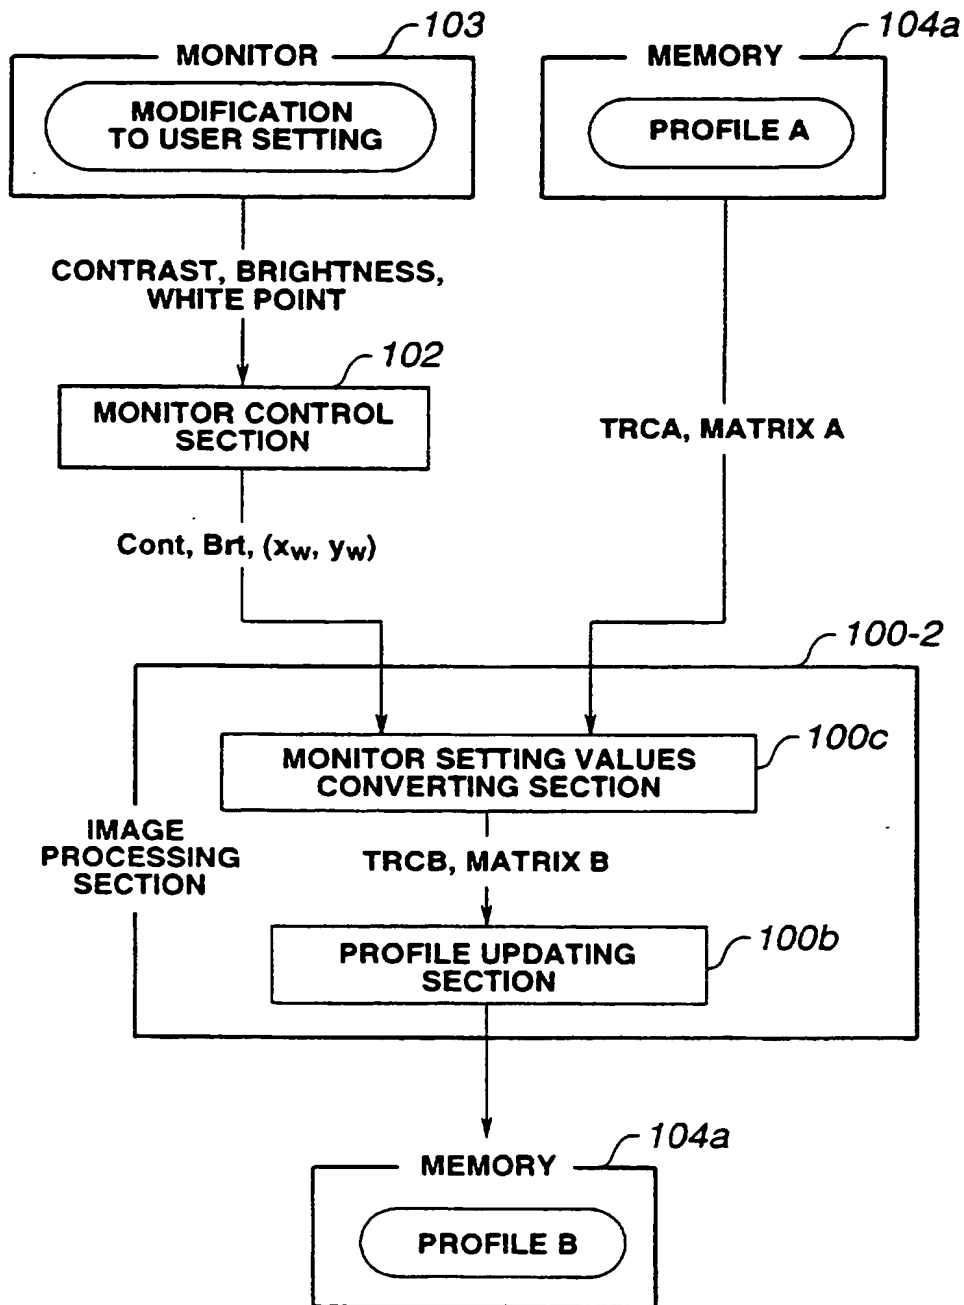 103
MONITOR
MODIFICATION
TO USER SETTING
104a
MEMORY
PROFILE A
CONTRAST, BRIGHTNESS,
WHITE POINT
102
MONITOR CONTROL
SECTION
TRCA, MATRIX A
Cont, Brt, (xw, yw)
100-2
100c
MONITOR SETTING VALUES
CONVERTING SECTION
IMAGE
PROCESSING
SECTION
TRCB, MATRIX B
100b
PROFILE UPDATING
SECTION
104a
MEMORY
PROFILE B